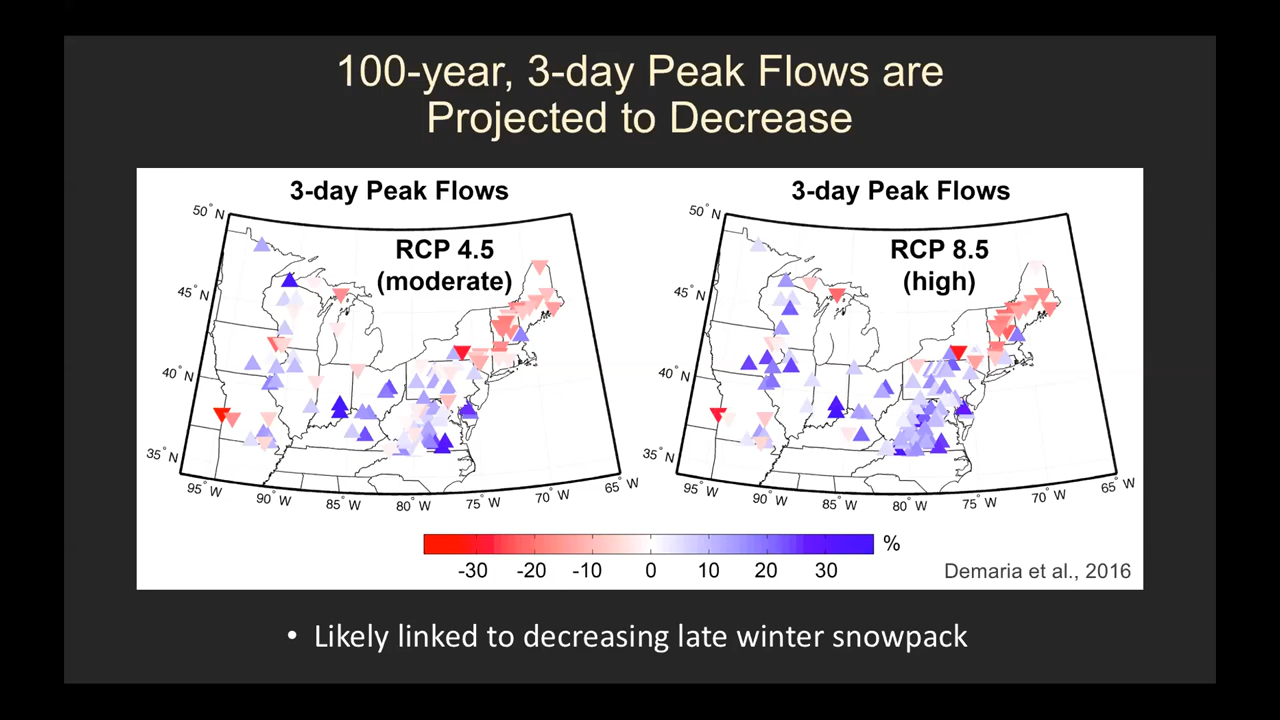 100-year, 3-day Peak Flows are
Projected to Decrease
3-day Peak Flows
RCP 4.5
(moderate)
50° N
45° N
40° N
35° N
95° W
90° W
85° W
80° W
75° W
70° W
65° W
3-day Peak Flows
RCP 8.5
(high)
50° N
45° N
40° N
35° N
95° W
90° W
85° W
80° W
75° W
70° W
65° W
%
-30 -20 -10 0 10 20 30
Demaria et al., 2016
• Likely linked to decreasing late winter snowpack